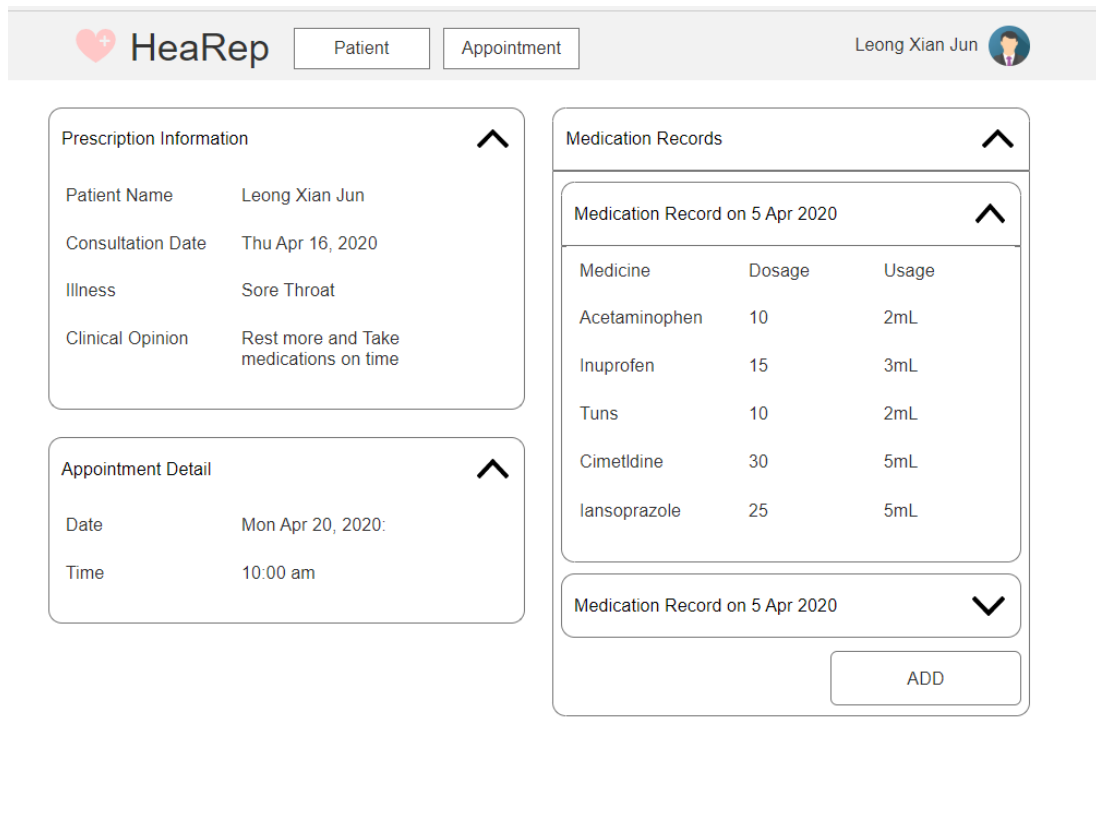 HeaRep
Patient
Appointment
Leong Xian Jun
Prescription Information
Patient Name Leong Xian Jun
Consultation Date Thu Apr 16, 2020
Illness Sore Throat
Clinical Opinion Rest more and Take
medications on time
Appointment Detail
Date Mon Apr 20, 2020:
Time 10:00 am
Medication Records
Medication Record on 5 Apr 2020
Medicine Dosage Usage
Acetaminophen 10 2mL
Inuprofen 15 3mL
Tuns 10 2mL
Cimetldine 30 5mL
lansoprazole 25 5mL
Medication Record on 5 Apr 2020
ADD